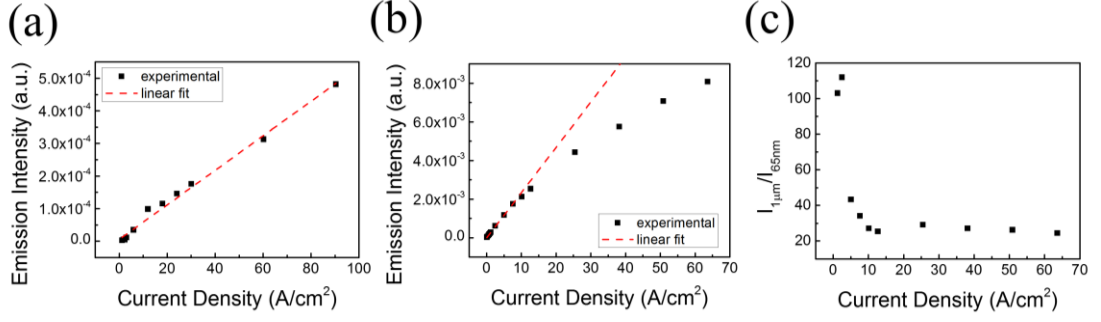 (a)
Emission Intensity (a.u.)
5.0x10⁻⁴
4.0x10⁻⁴
3.0x10⁻⁴
2.0x10⁻⁴
1.0x10⁻⁴
0.0
experimental
linear fit
0 20 40 60 80 100
Current Density (A/cm²)
(b)
Emission Intensity (a.u.)
8.0x10⁻³
6.0x10⁻³
4.0x10⁻³
2.0x10⁻³
0.0
experimental
linear fit
0 10 20 30 40 50 60 70
Current Density (A/cm²)
(c)
I₁μm/I₆₅nm
120
100
80
60
40
20
0 10 20 30 40 50 60 70
Current Density (A/cm²)